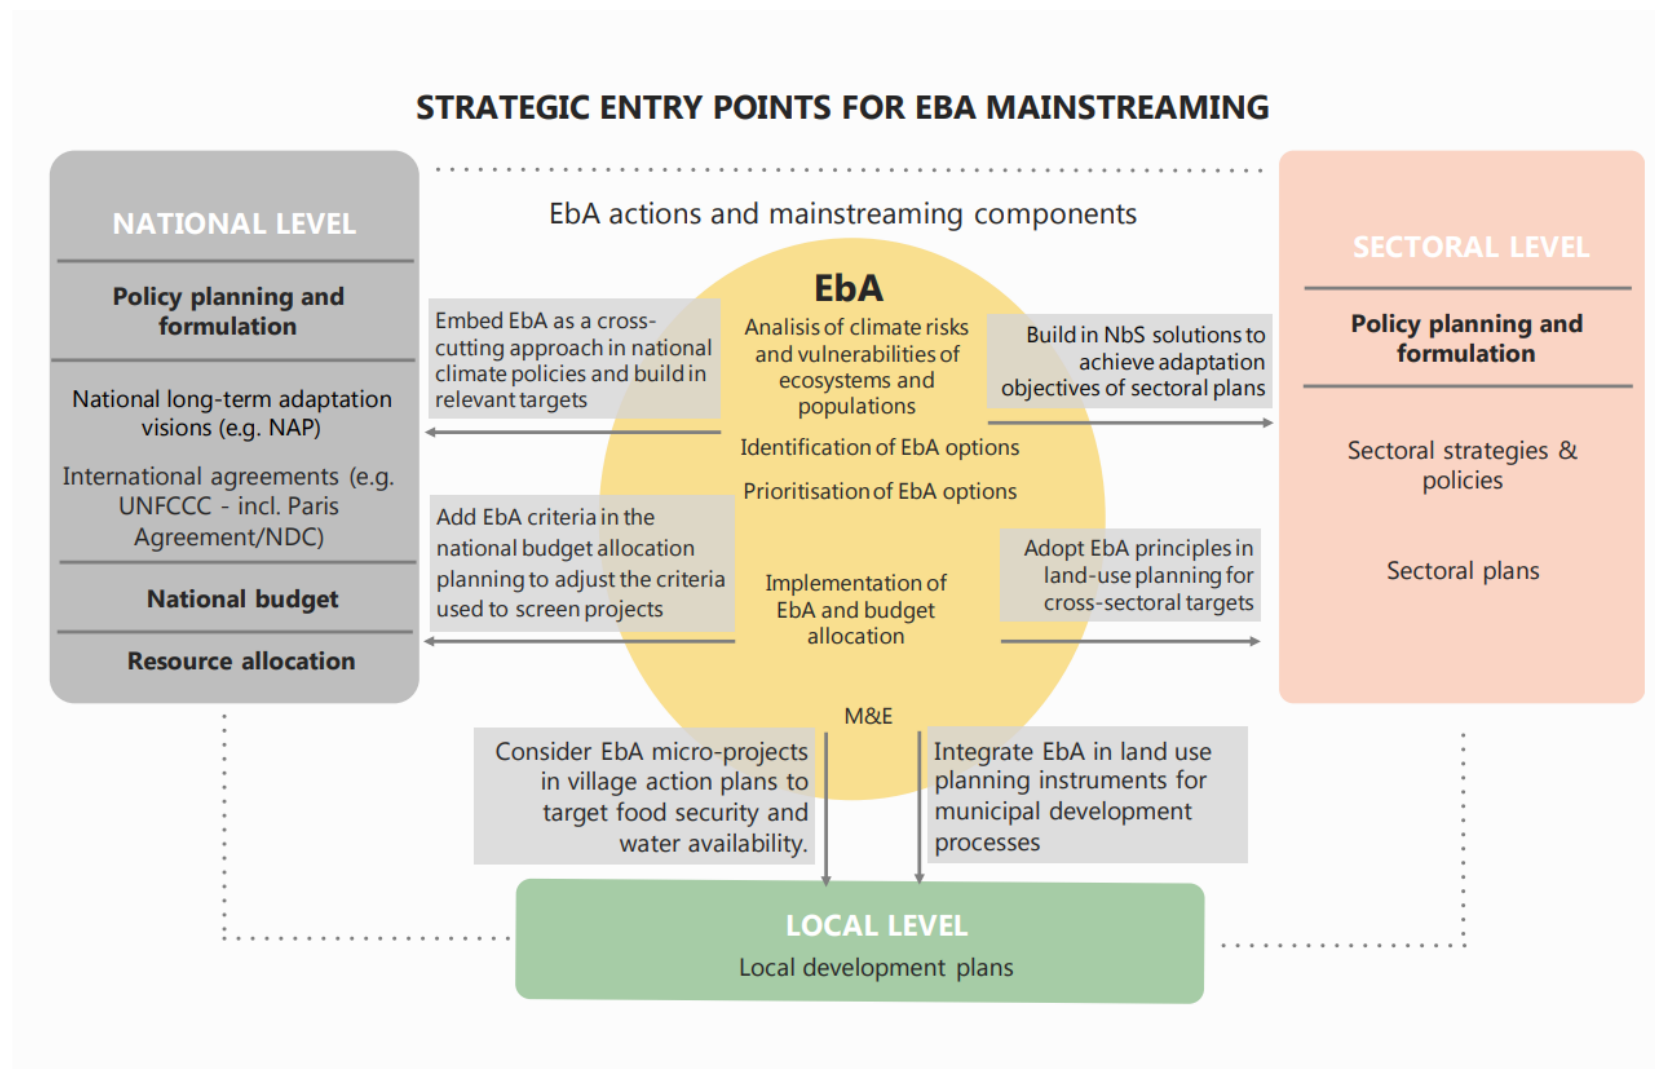 STRATEGIC ENTRY POINTS FOR EBA MAINSTREAMING
NATIONAL LEVEL
Policy planning and
formulation
National long-term adaptation
visions (e.g. NAP)
International agreements (e.g.
UNFCCC - incl. Paris
Agreement/NDC)
National budget
Resource allocation
EbA actions and mainstreaming components
Embed EbA as a cross-
cutting approach in national
climate policies and build in
relevant targets
Add EbA criteria in the
national budget allocation
planning to adjust the criteria
used to screen projects
EbA
Analisis of climate risks
and vulnerabilities of
ecosystems and
populations
Identification of EbA options
Prioritisation of EbA options
Implementation of
EbA and budget
allocation
M&E
Build in NbS solutions to
achieve adaptation
objectives of sectoral plans
Adopt EbA principles in
land-use planning for
cross-sectoral targets
SECTORAL LEVEL
Policy planning and
formulation
Sectoral strategies &
policies
Sectoral plans
Consider EbA micro-projects
in village action plans to
target food security and
water availability.
Integrate EbA in land use
planning instruments for
municipal development
processes
LOCAL LEVEL
Local development plans